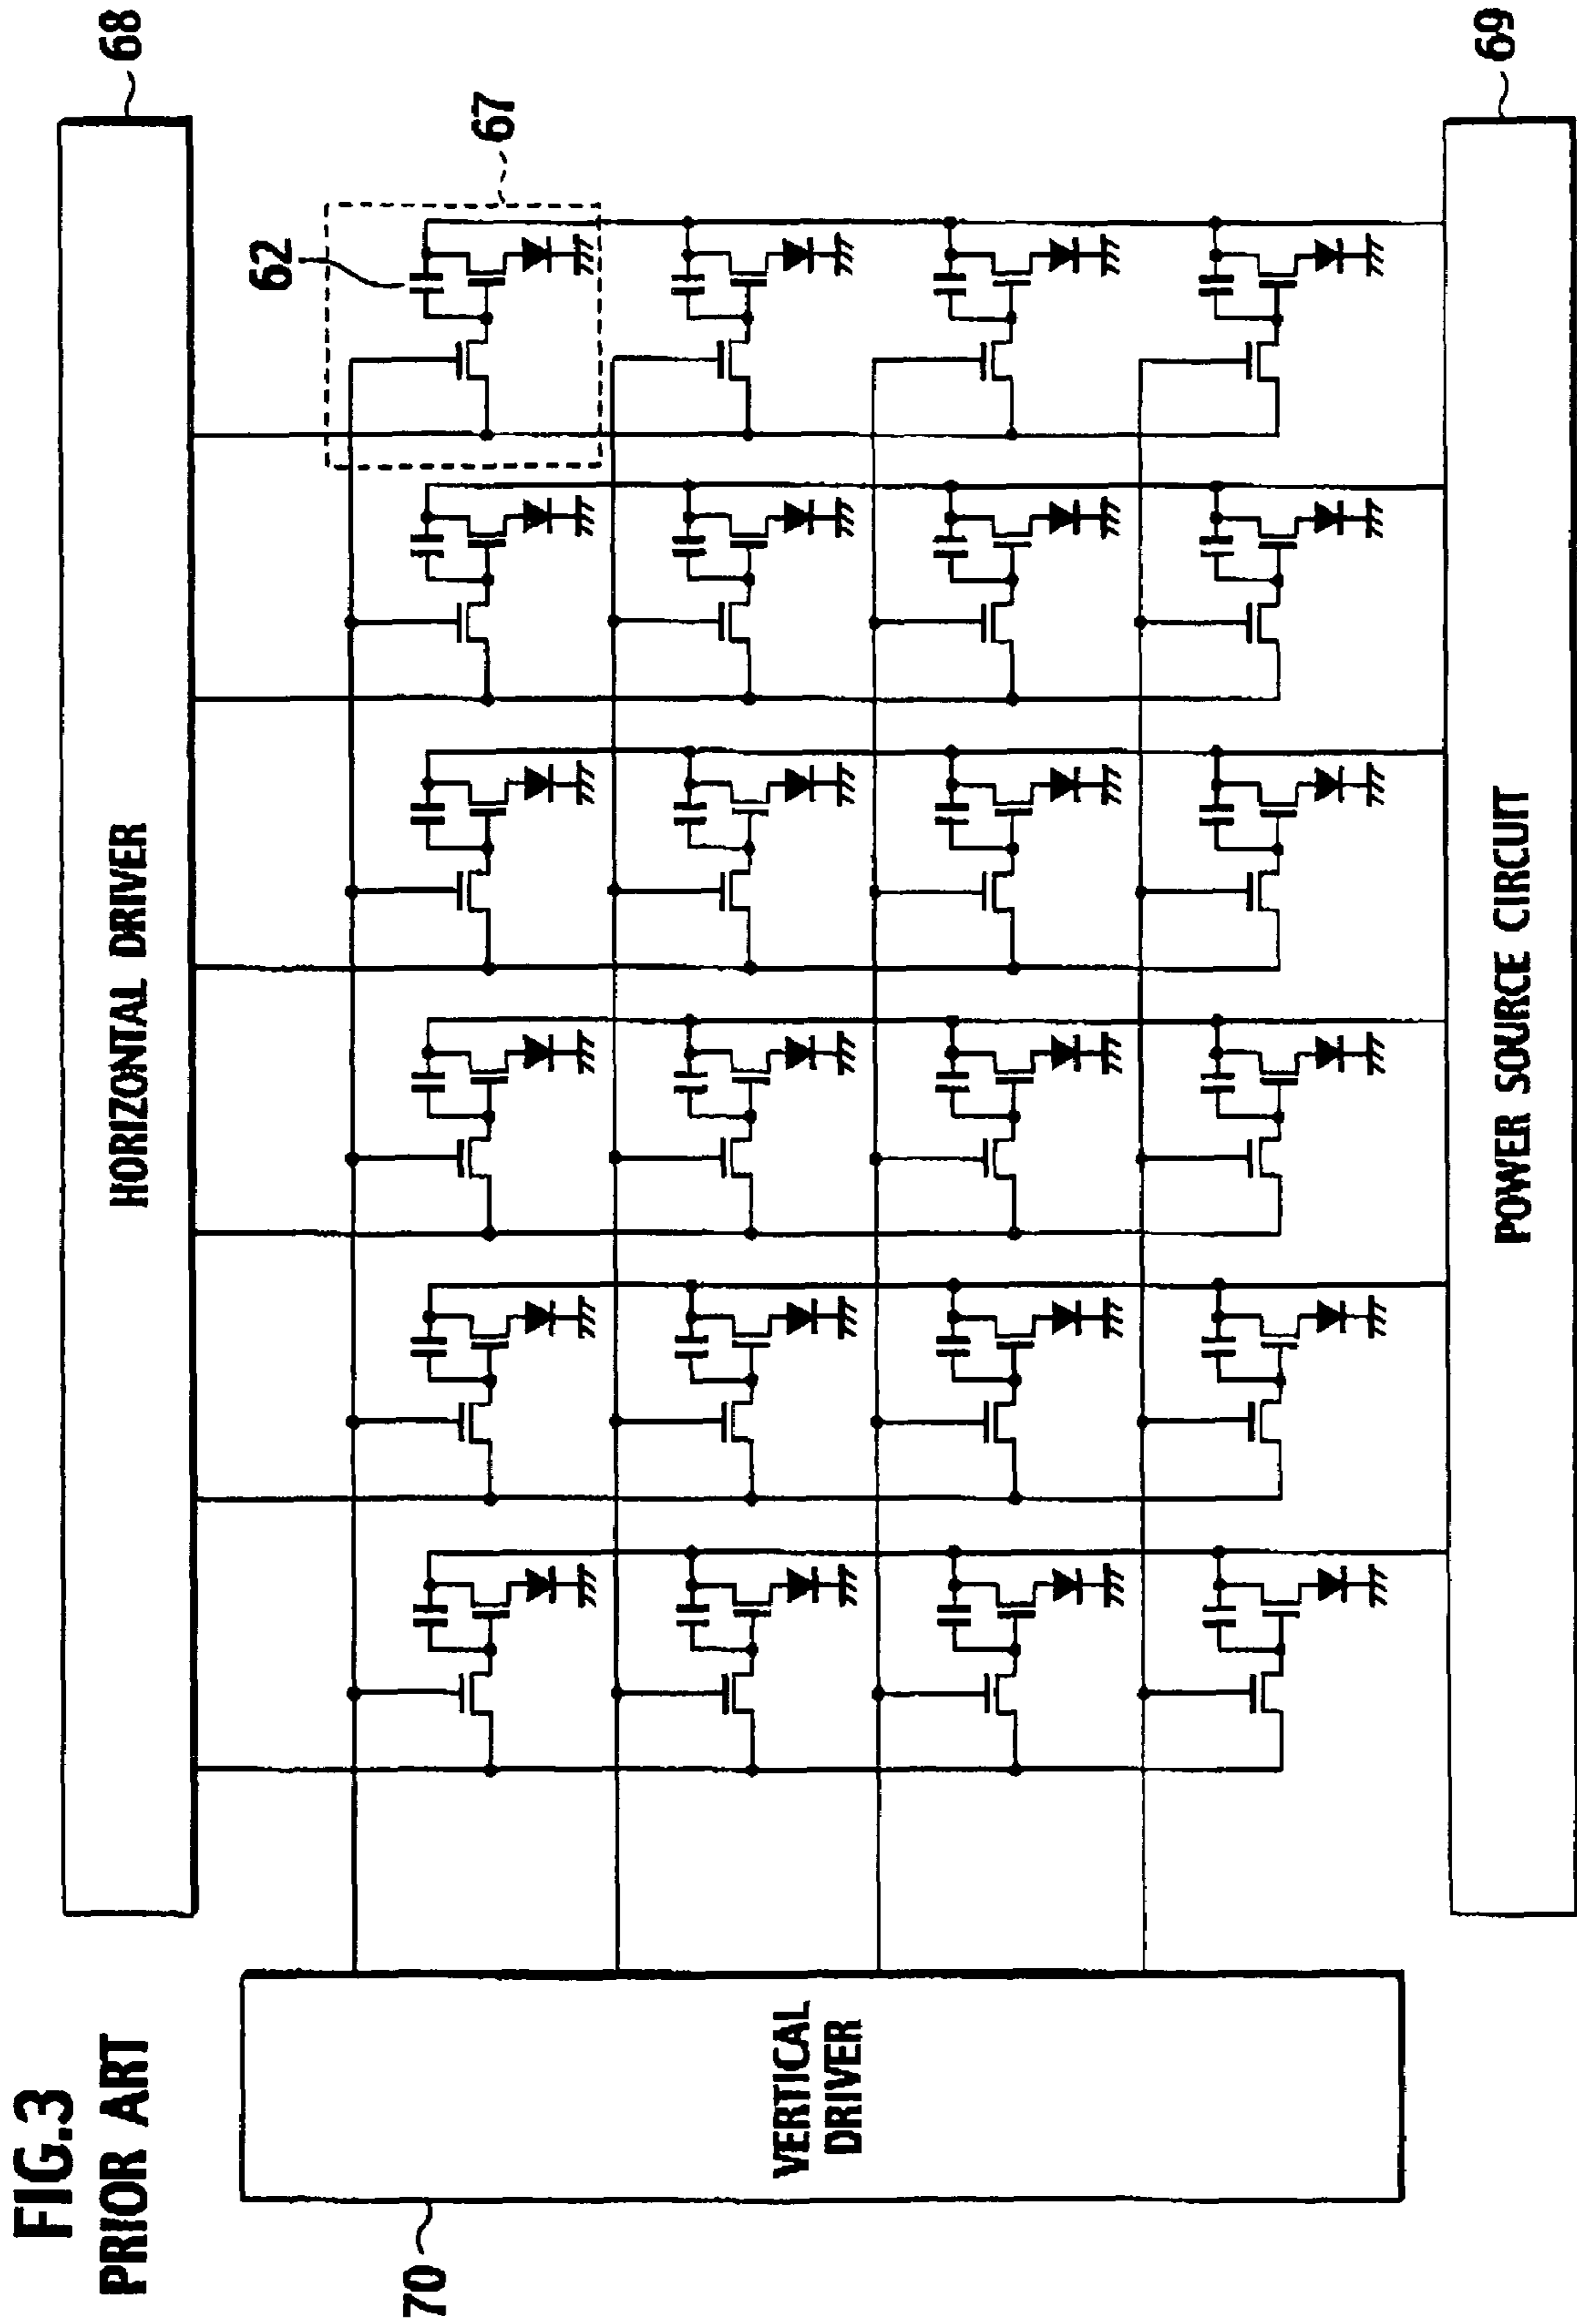 FIG.3
PRIOR ART
68
HORIZONTAL DRIVER
67
62
70
VERTICAL
DRIVER
POWER SOURCE CIRCUIT
69